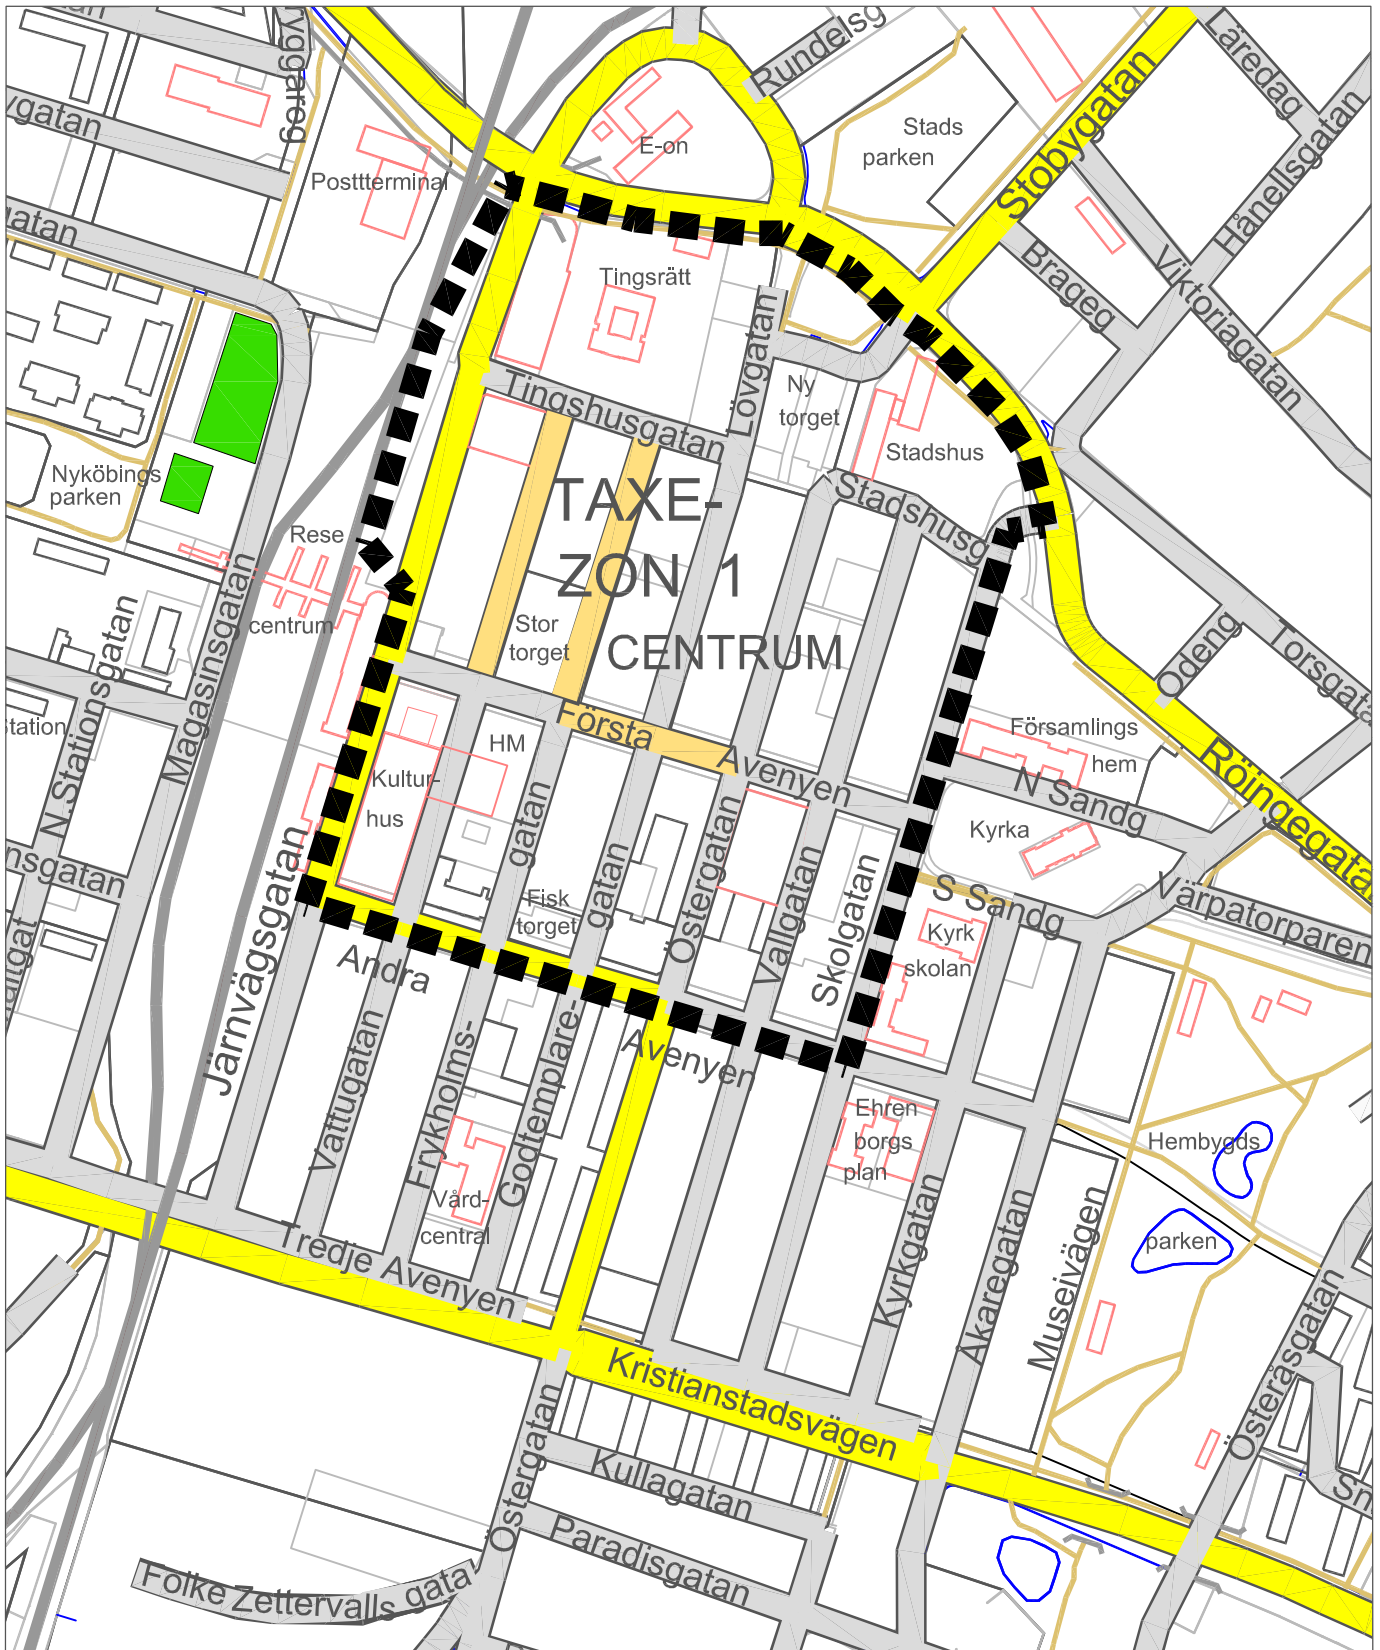 Rundelsg
Läredag
Stobygatan
Hånellsgatan
Stads
parken
E-on
Posttterminal
Viktoriagatan
Brageg
Tingsrätt
Lövgatan
Tingshusgatan
Ny
torget
Stadshus
Stadshusg
Nyköbings
parken
Rese
centrum
TAXE-
ZON 1
CENTRUM
Stor
torget
N.Stationsgatan
Magasinsgatan
Odeng
Torsgata
Första
Avenyen
HM
Kultur-
hus
Församlings
hem
N Sandg
Röingegatan
Kyrka
S Sandg
Värpatorparen
Kyrk
skolan
Fisk
torget
gatan
gatan
Östergatan
Vallgatan
Skolgatan
Järnvägsgatan
Andra
Avenyen
Vattugatan
Frykholms-
Godtemplare-
Ehren
borgs
plan
Hembygds
parken
Vård-
central
Tredje Avenyen
Kyrkgatan
Åkaregatan
Museivägen
Österåsgatan
Kristianstadsvägen
Östergatan
Kullagatan
Paradisgatan
Folke Zettervalls gata